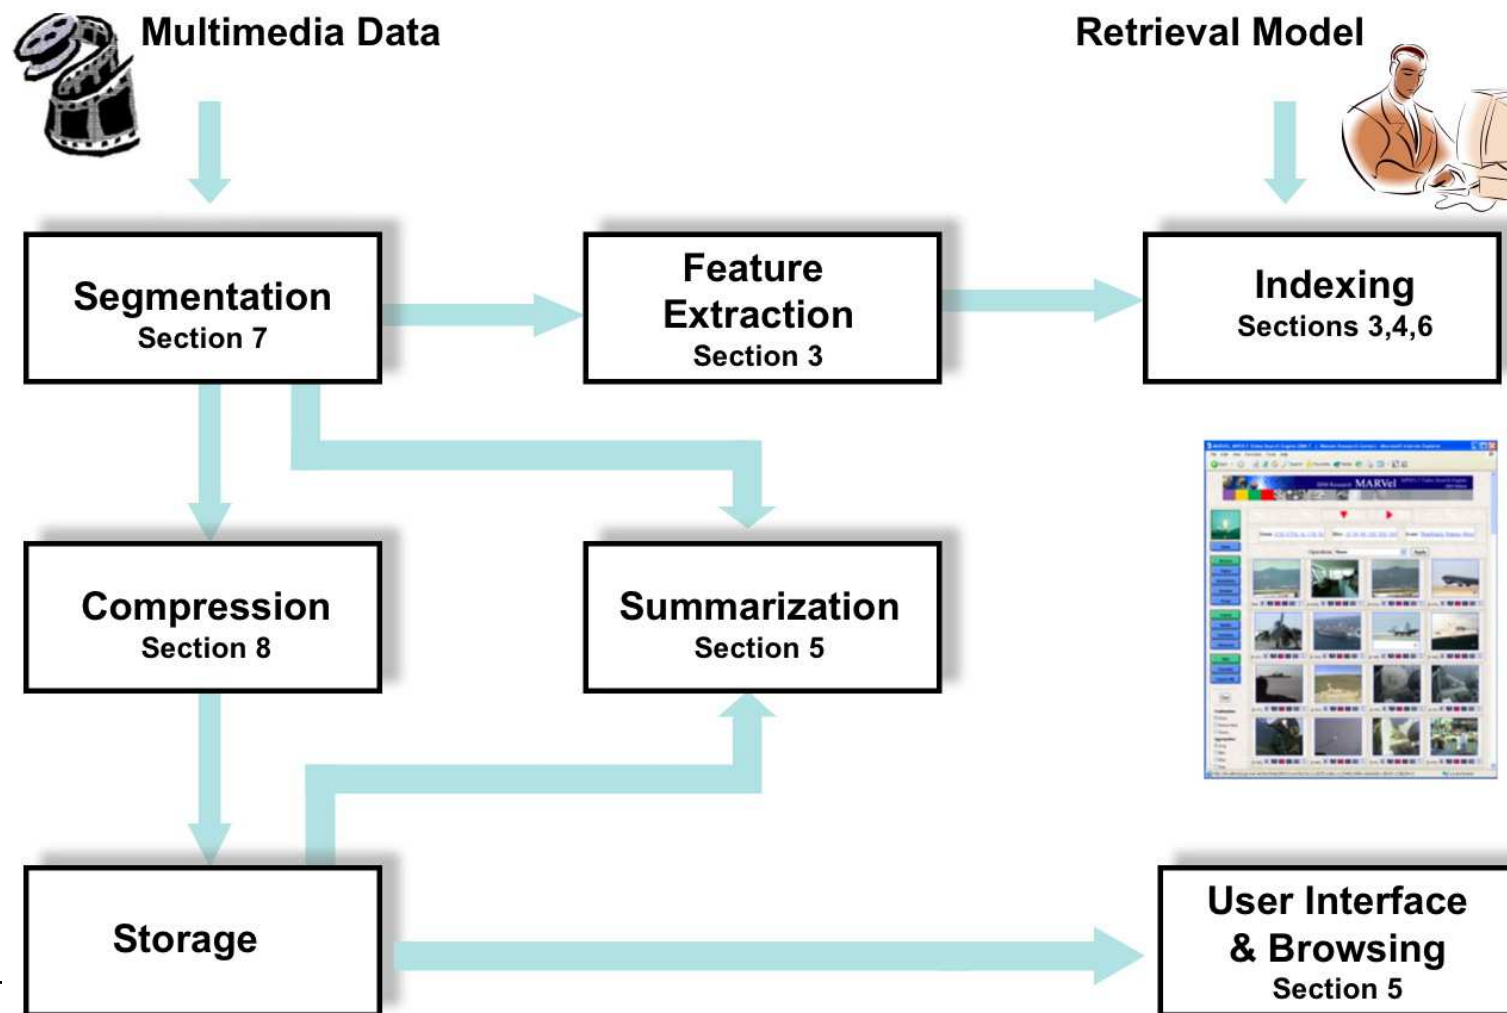 Multimedia Data
Retrieval Model
Segmentation
Section 7
Feature
Extraction
Section 3
Indexing
Sections 3,4,6
Compression
Section 8
Summarization
Section 5
MARVel
Storage
User Interface
& Browsing
Section 5